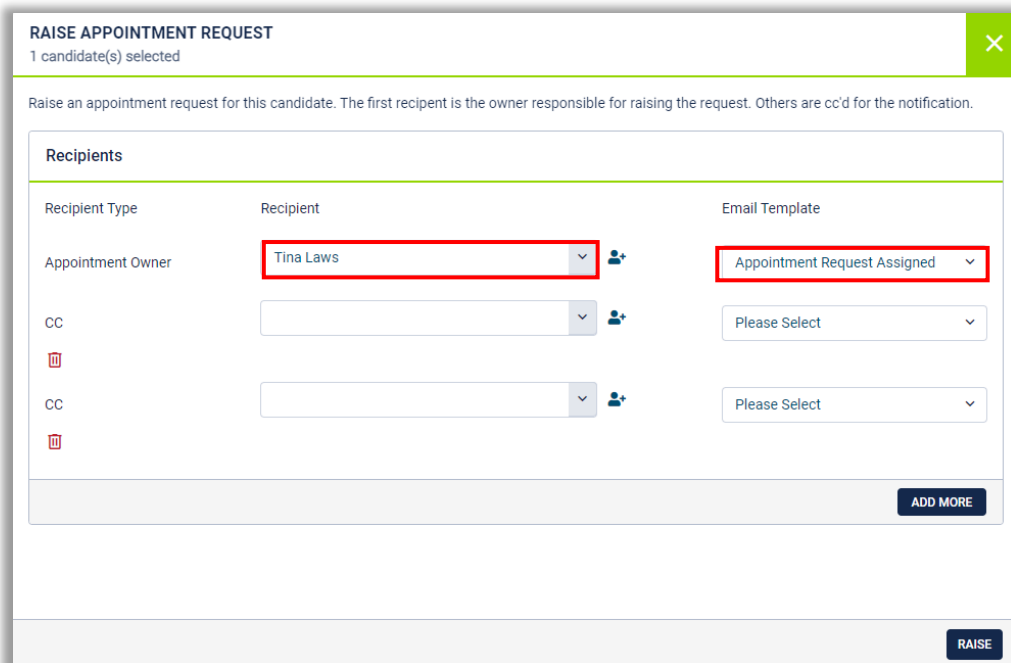 RAISE APPOINTMENT REQUEST
1 candidate(s) selected
Raise an appointment request for this candidate. The first recipent is the owner responsible for raising the request. Others are cc'd for the notification.
Recipients
Recipient Type Recipient Email Template
Appointment Owner Tina Laws Appointment Request Assigned
CC Please Select
CC Please Select
ADD MORE
RAISE